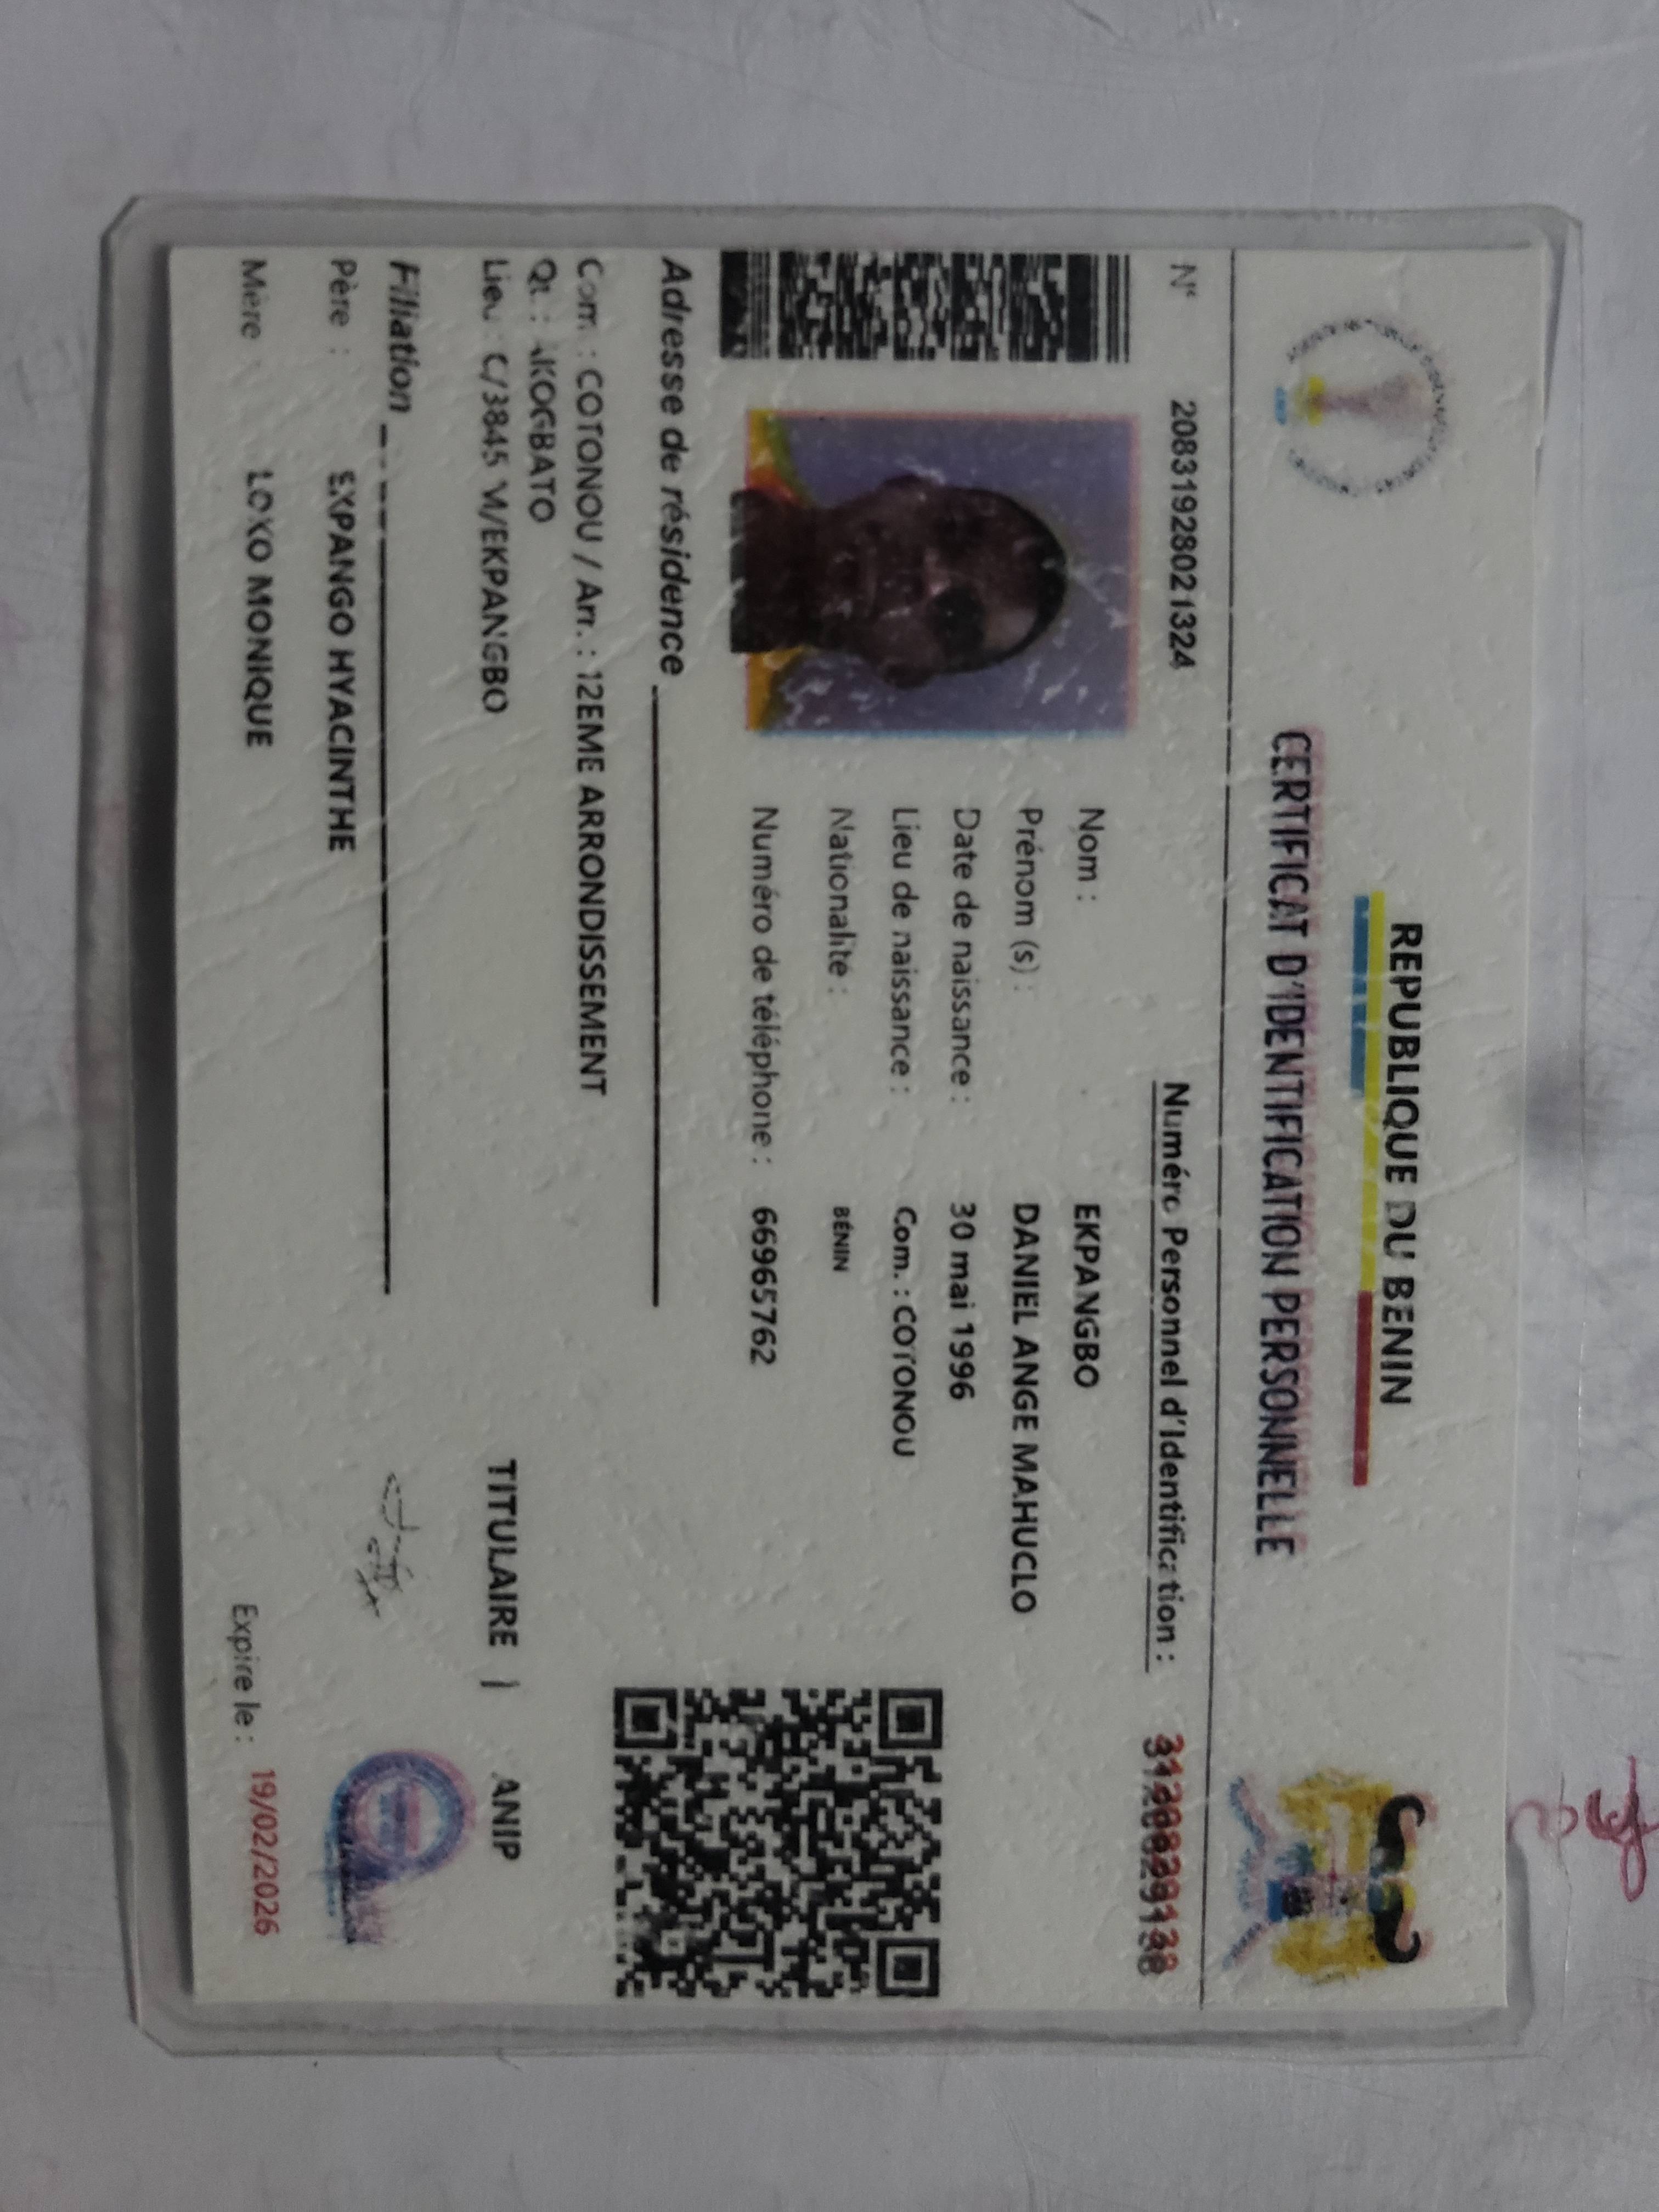 REPUBLIQUE DU BENIN
CERTIFICAT D'IDENTIFICATION PERSONNELLE
N° 2083192802 1324
Numéro Personnel d'Identification :
Nom : EKPANGBO
Prénom (s) : DANIEL ANGE MAHUCLO
Date de naissance : 30 mai 1996
Lieu de naissance : Com. : COTONOU
Nationalité : BÉNIN
Numéro de téléphone : 66965762
Adresse de résidence
Com. : COTONOU / Arr. : 12EME ARRONDISSEMENT
Qt. : AKOGBATO
Lieu : C/3845 M/EKPANGBO
TITULAIRE | ANIP
Filiation
Père : EXPANGO HYACINTHE
Mère : LOKO MONIQUE
Expire le : 19/02/2026